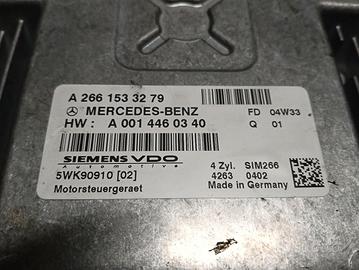 A 266 153 32 79 FD 04W33
MERCEDES-BENZ Q 01
HW : A 001 446 03 40
SIEMENS VDO
Automotive
4 Zyl. SIM266
5WK90910 [02] 4263 0402
Motorsteuergeraet Made in Germany